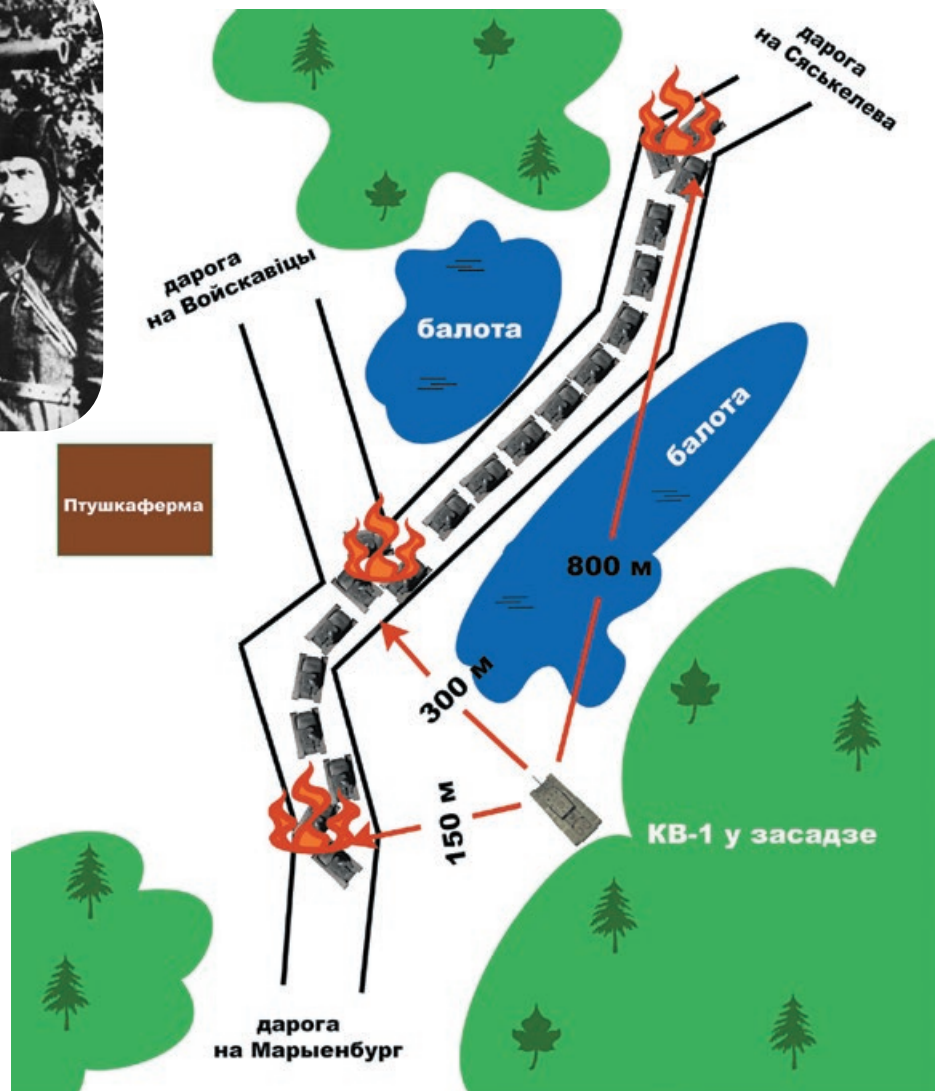 дарога
на Сяськелева
дарога
на Войскавіцы
балота
балота
Птушкаферма
800 м
300 м
150 м
КВ-1 у засадзе
дарога
на Марыенбург